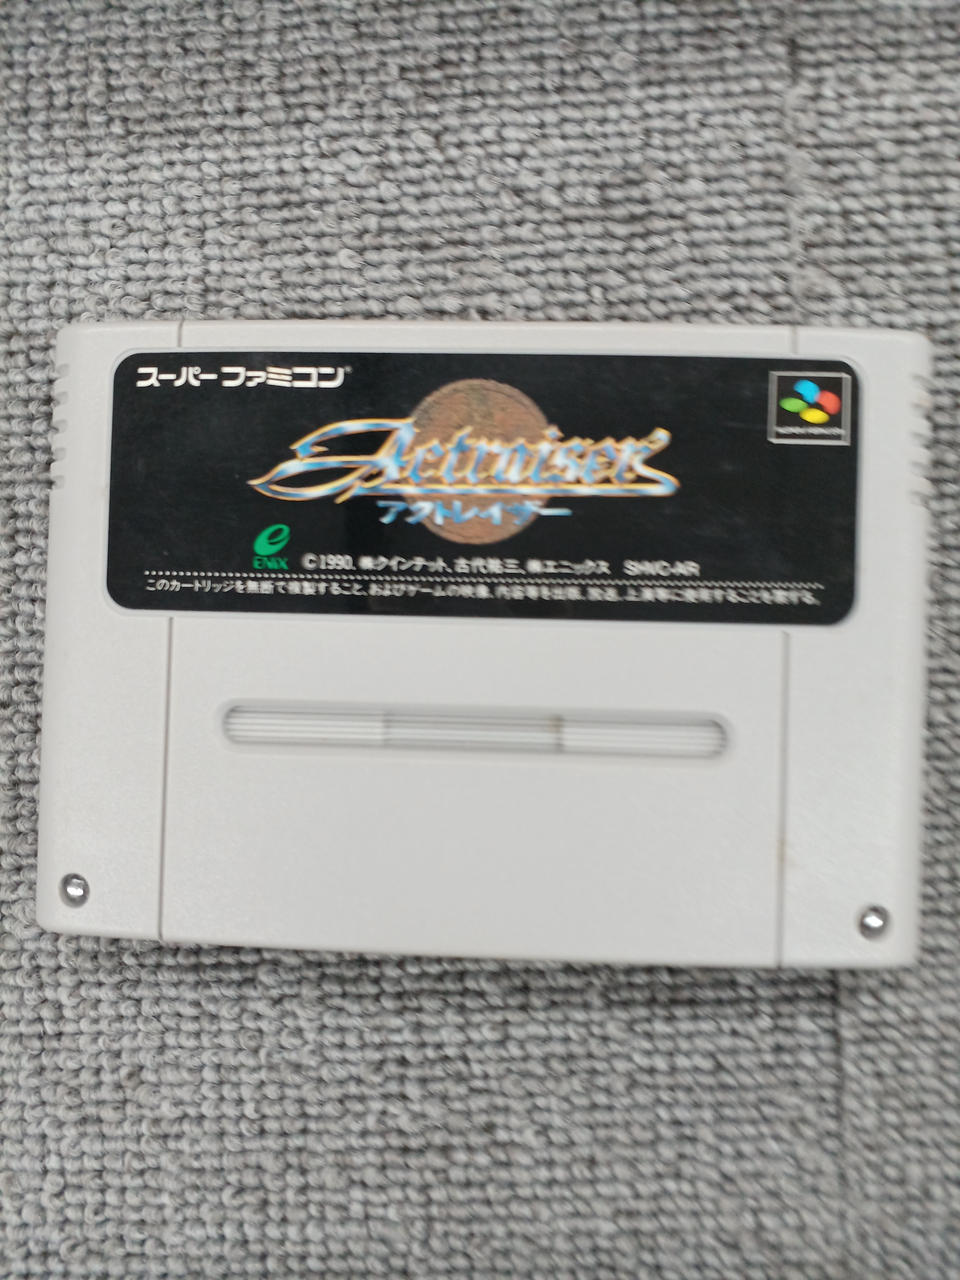 スーパーファミコン®
Actraiser
アクトレイザー
ENIX
©1990, ㈱クインテット, 古代祐三, ㈱エニックス SHVC-AR
このカートリッジを無断で複製すること、およびゲームの映像、内容等を出版、放送、上演等に使用することを禁ずる。